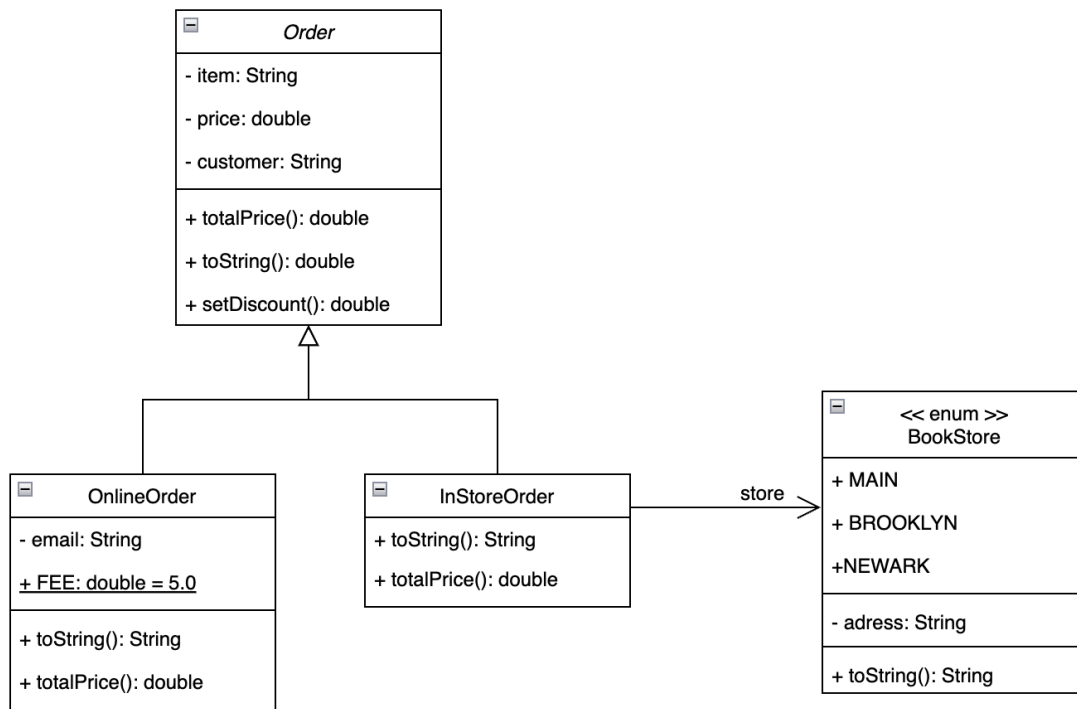 Order
- item: String
- price: double
- customer: String
+ totalPrice(): double
+ toString(): double
+ setDiscount(): double
OnlineOrder
- email: String
+ FEE: double = 5.0
+ toString(): String
+ totalPrice(): double
InStoreOrder
+ toString(): String
+ totalPrice(): double
store
<< enum >>
BookStore
+ MAIN
+ BROOKLYN
+NEWARK
- adress: String
+ toString(): String